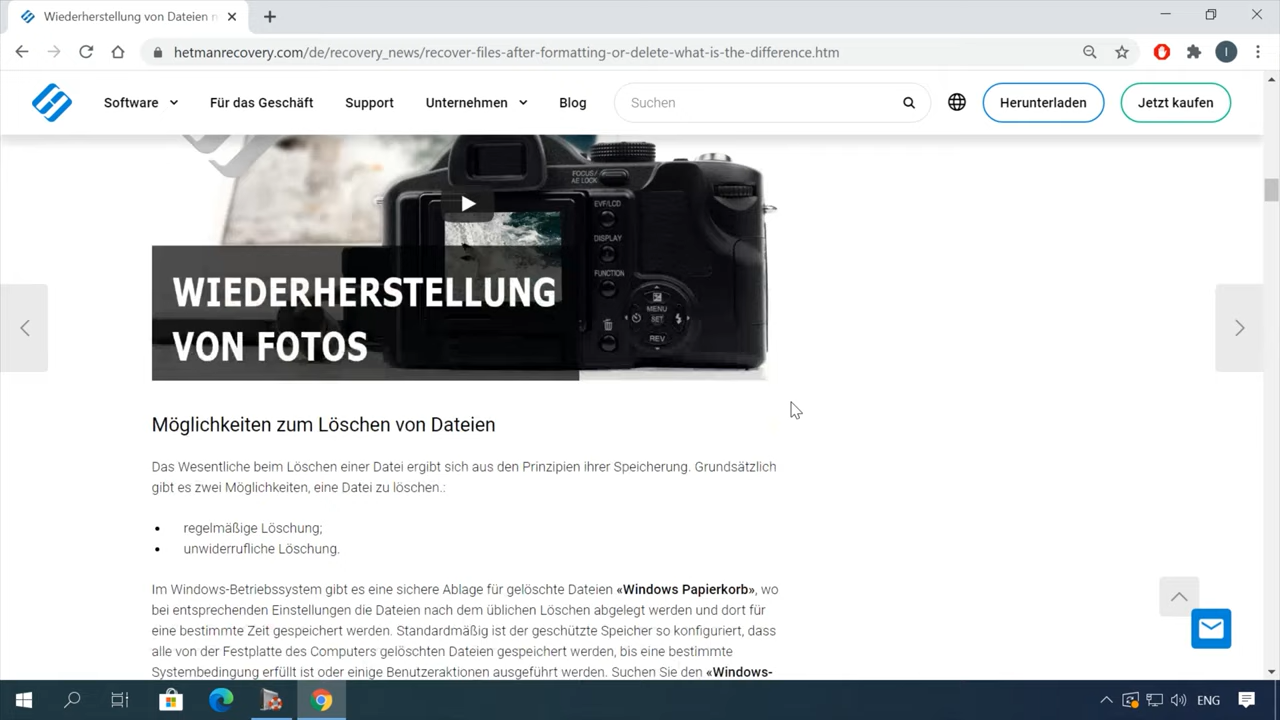 Wiederherstellung von Dateien n
hetmanrecovery.com/de/recovery_news/recover-files-after-formatting-or-delete-what-is-the-difference.htm
I
Software
Für das Geschäft
Support
Unternehmen
Blog
Suchen
Herunterladen
Jetzt kaufen
FOCUS/
AE LOCK
EVF/LCD
DISPLAY
FUNCTION
MENU
SET
REV
WIEDERHERSTELLUNG
VON FOTOS
Möglichkeiten zum Löschen von Dateien
Das Wesentliche beim Löschen einer Datei ergibt sich aus den Prinzipien ihrer Speicherung. Grundsätzlich
gibt es zwei Möglichkeiten, eine Datei zu löschen.:
• regelmäßige Löschung;
• unwiderrufliche Löschung.
Im Windows-Betriebssystem gibt es eine sichere Ablage für gelöschte Dateien «Windows Papierkorb», wo
bei entsprechenden Einstellungen die Dateien nach dem üblichen Löschen abgelegt werden und dort für
eine bestimmte Zeit gespeichert werden. Standardmäßig ist der geschützte Speicher so konfiguriert, dass
alle von der Festplatte des Computers gelöschten Dateien gespeichert werden, bis eine bestimmte
Systembedingung erfüllt ist oder einige Benutzeraktionen ausgeführt werden. Suchen Sie den «Windows-
ENG